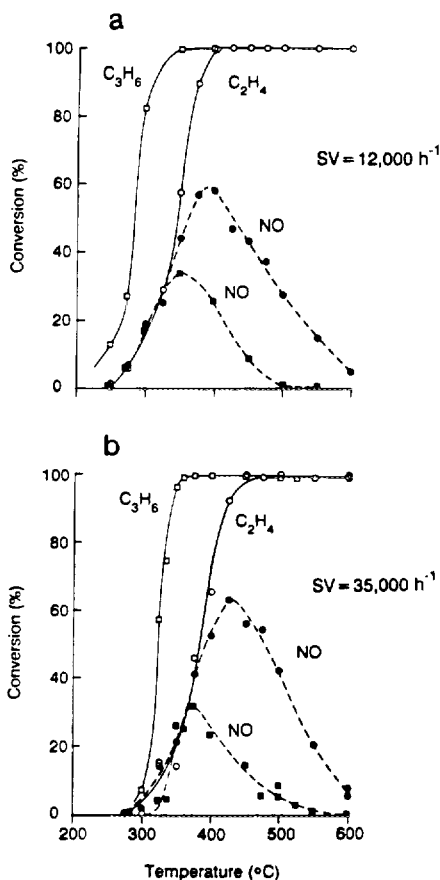 a
100
80
60
40
20
0
Conversion (%)
C₃H₆
C₂H₄
SV = 12,000 h⁻¹
NO
NO
b
100
80
60
40
20
0
Conversion (%)
C₃H₆
C₂H₄
SV = 35,000 h⁻¹
NO
NO
200 300 400 500 600
Temperature (°C)